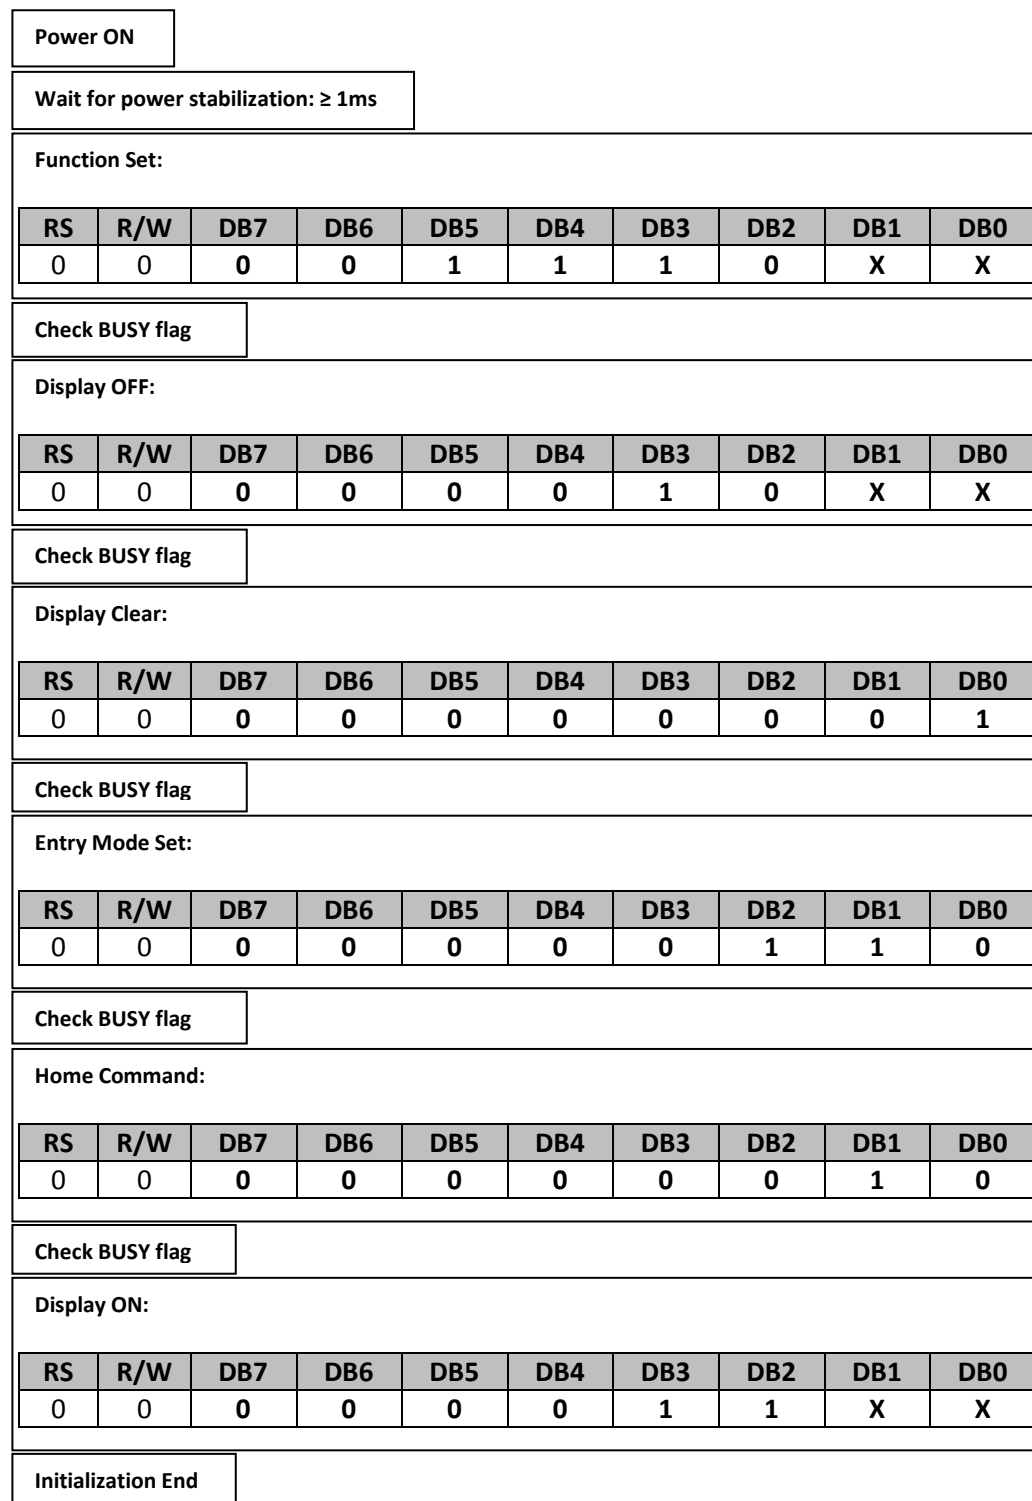 Power ON
Wait for power stabilization: ≥ 1ms
Function Set:
RS R/W DB7 DB6 DB5 DB4 DB3 DB2 DB1 DB0
0 0 0 0 1 1 1 0 X X
Check BUSY flag
Display OFF:
RS R/W DB7 DB6 DB5 DB4 DB3 DB2 DB1 DB0
0 0 0 0 0 0 1 0 X X
Check BUSY flag
Display Clear:
RS R/W DB7 DB6 DB5 DB4 DB3 DB2 DB1 DB0
0 0 0 0 0 0 0 0 0 1
Check BUSY flag
Entry Mode Set:
RS R/W DB7 DB6 DB5 DB4 DB3 DB2 DB1 DB0
0 0 0 0 0 0 0 1 1 0
Check BUSY flag
Home Command:
RS R/W DB7 DB6 DB5 DB4 DB3 DB2 DB1 DB0
0 0 0 0 0 0 0 0 1 0
Check BUSY flag
Display ON:
RS R/W DB7 DB6 DB5 DB4 DB3 DB2 DB1 DB0
0 0 0 0 0 0 1 1 X X
Initialization End